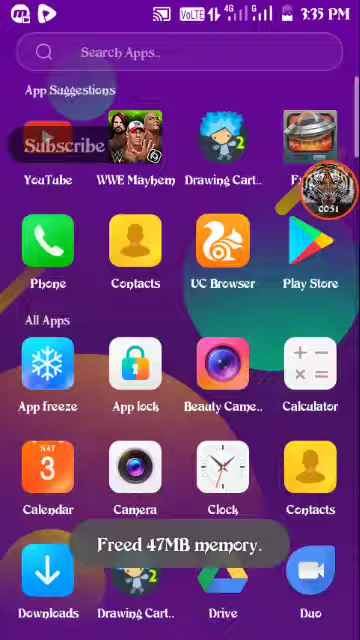 VoLTE 4G G 3:35 PM
Search Apps..
App Suggestions
Subscribe
YouTube WWE Mayhem Drawing Cart..
00:51
Phone Contacts UC Browser Play Store
All Apps
App freeze App lock Beauty Came.. Calculator
SAT
3
Calendar Camera Clock Contacts
Freed 47MB memory.
2
Downloads Drawing Cart.. Drive Duo